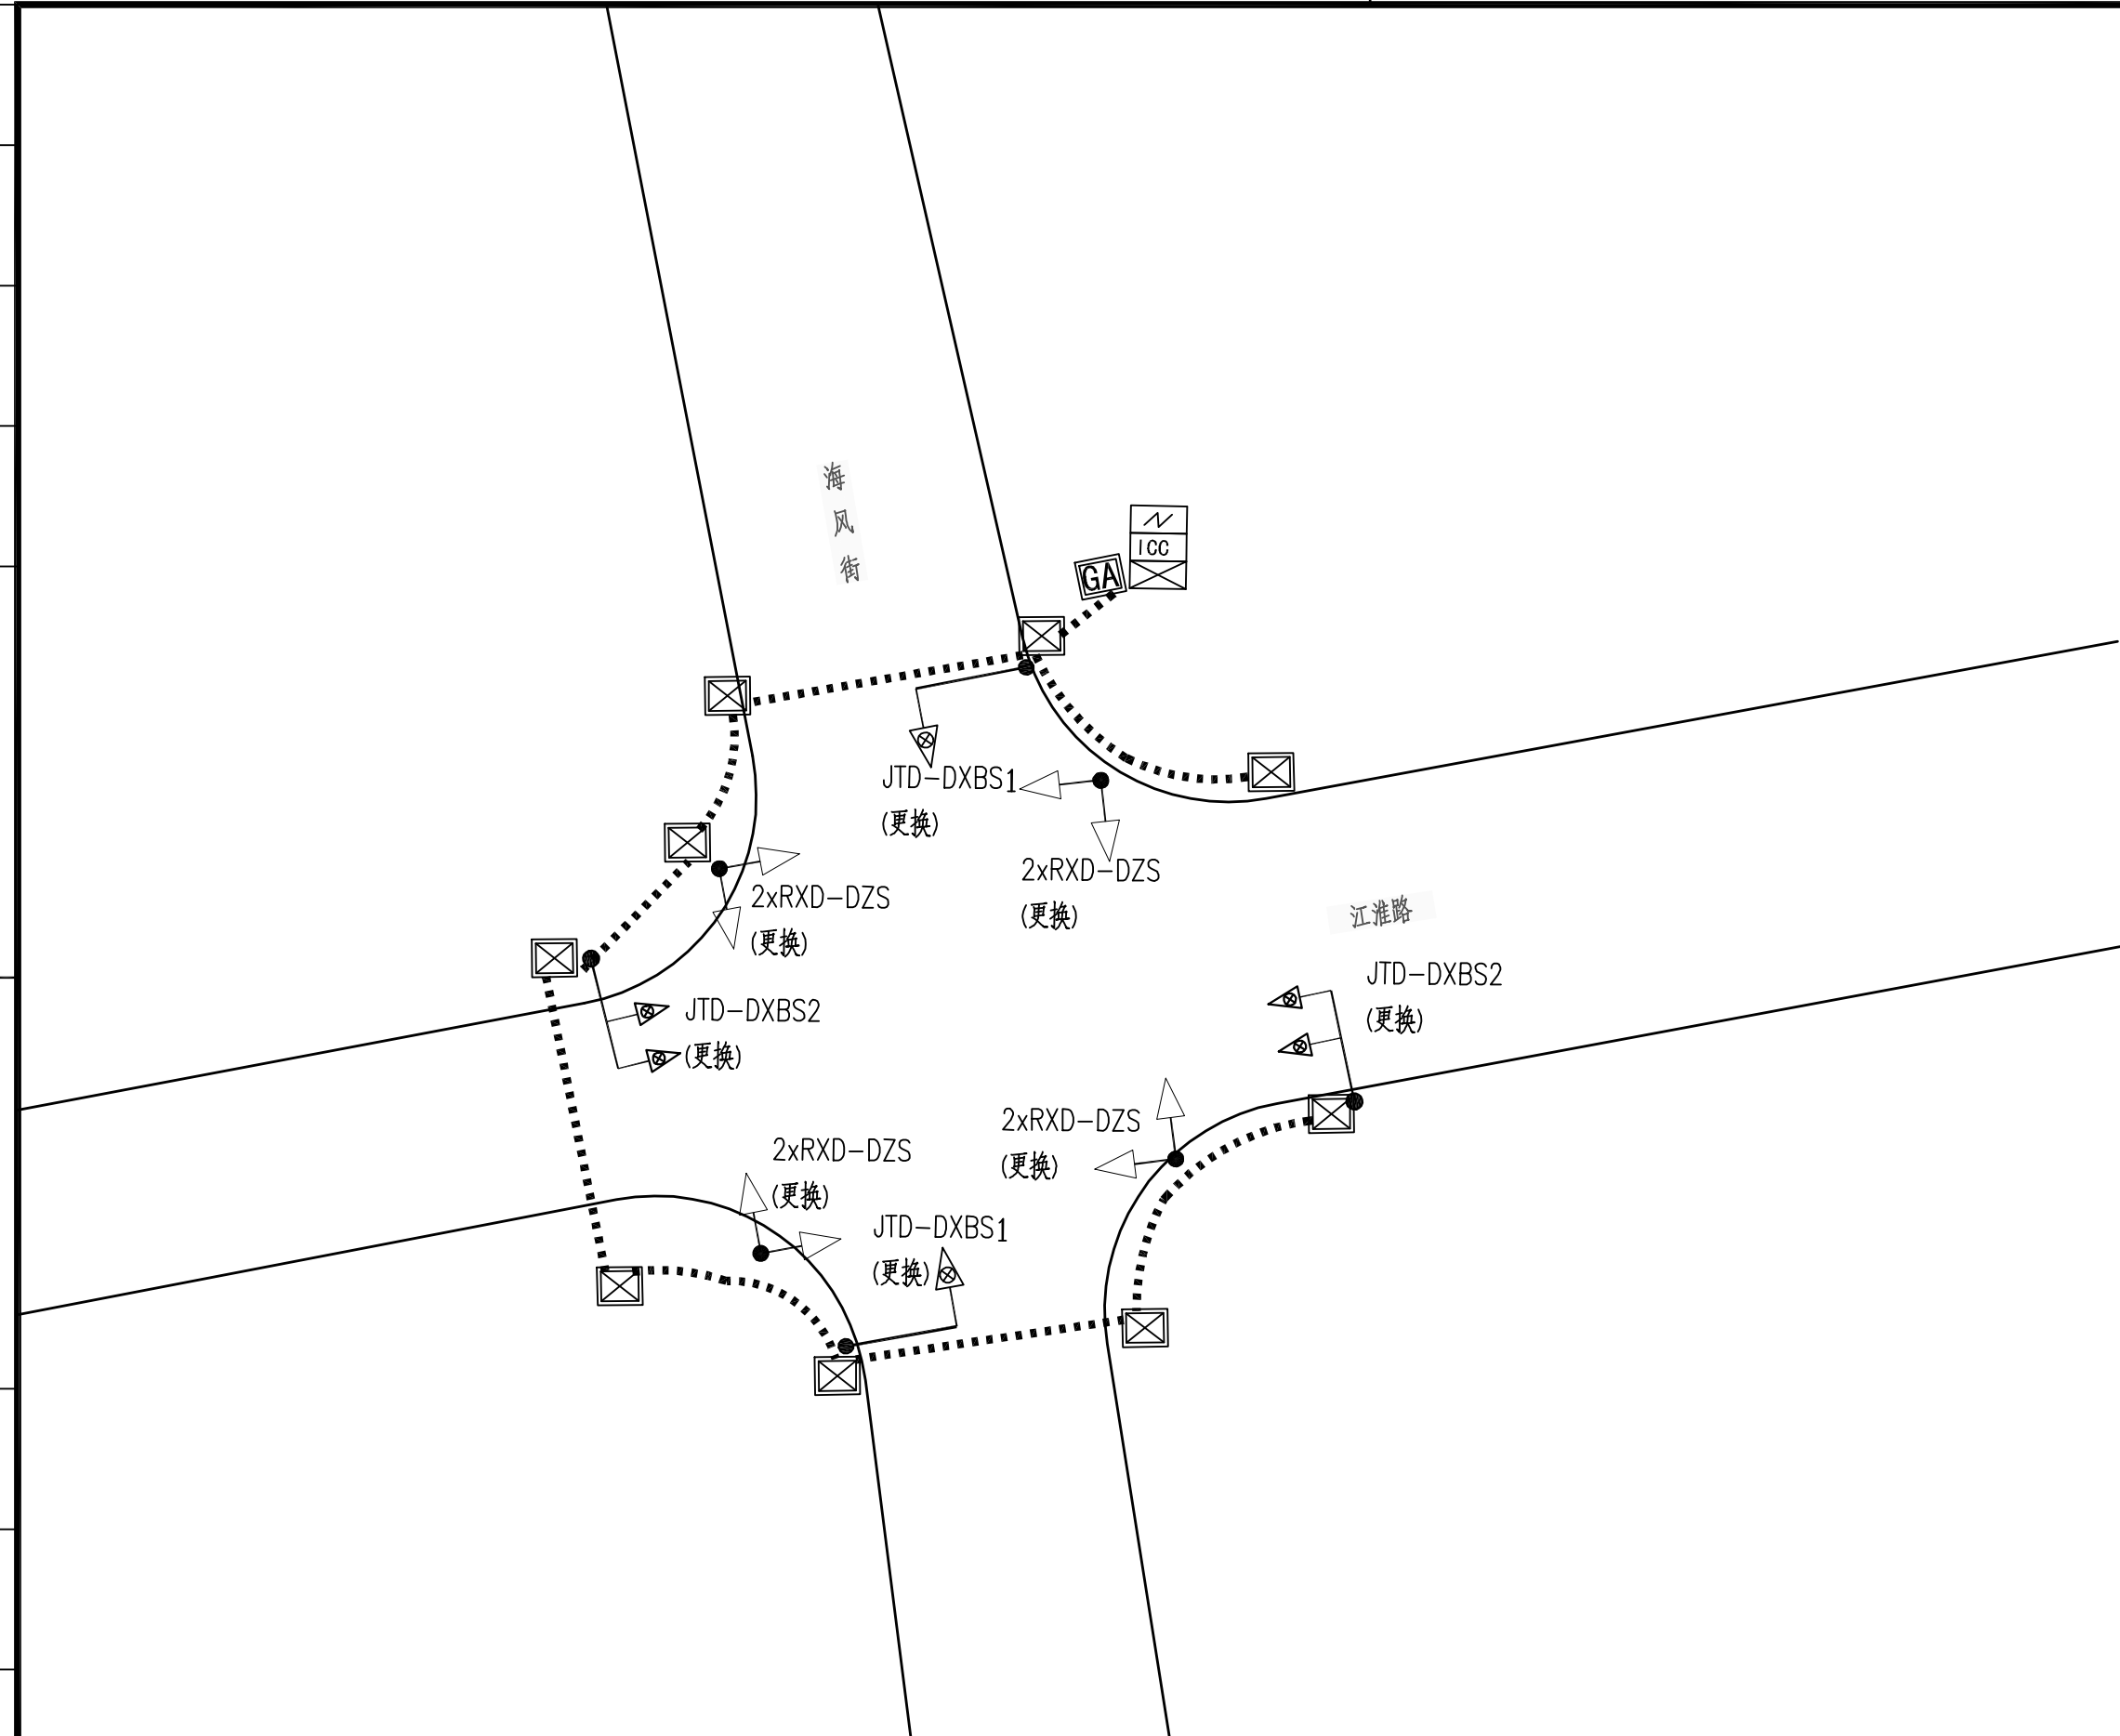 海
风
街
ICC
GA
JTD-DXBS1
(更换)
2xRXD-DZS
(更换)
2xRXD-DZS
(更换)
江淮路
JTD-DXBS2
(更换)
JTD-DXBS2
(更换)
2xRXD-DZS
(更换)
2xRXD-DZS
(更换)
JTD-DXBS1
(更换)